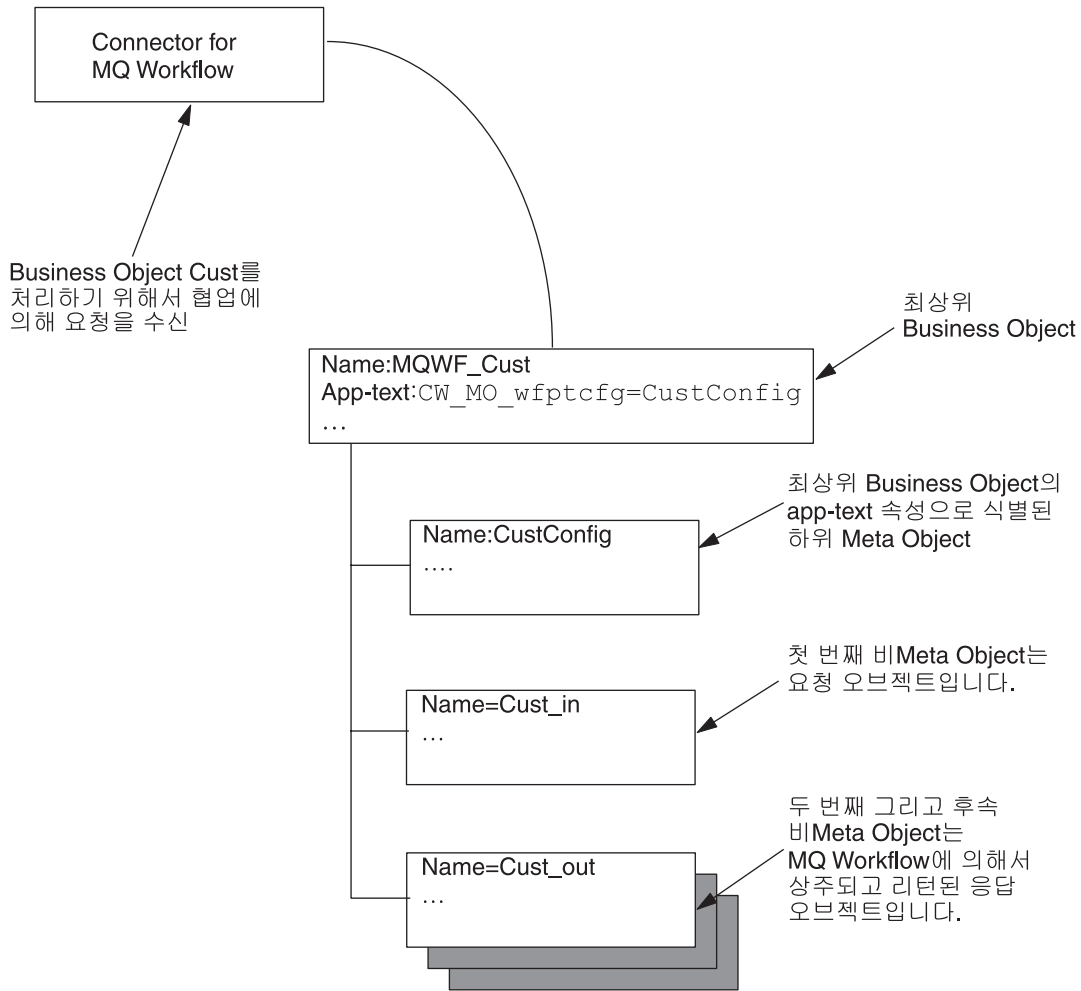 Connector for
MQ Workflow
Business Object Cust를
처리하기 위해서 협업에
의해 요청을 수신
최상위
Business Object
Name:MQWF_Cust
App-text:CW_MO_wfptcfg=CustConfig
...
최상위 Business Object의
app-text 속성으로 식별된
하위 Meta Object
Name:CustConfig
....
첫 번째 비Meta Object는
요청 오브젝트입니다.
Name=Cust_in
...
두 번째 그리고 후속
비Meta Object는
MQ Workflow에 의해서
상주되고 리턴된 응답
오브젝트입니다.
Name=Cust_out
...